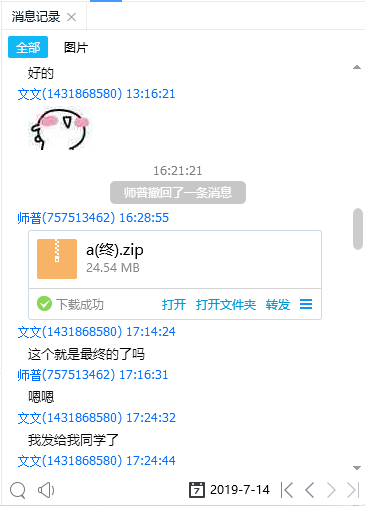 消息记录
全部 图片
好的
文文(1431868580) 13:16:21
16:21:21
师普撤回了一条消息
师普(757513462) 16:28:55
a(终).zip
24.54 MB
下载成功 打开 打开文件夹 转发
文文(1431868580) 17:14:24
这个就是最终的了吗
师普(757513462) 17:16:31
嗯嗯
文文(1431868580) 17:24:32
我发给我同学了
文文(1431868580) 17:24:44
7 2019-7-14